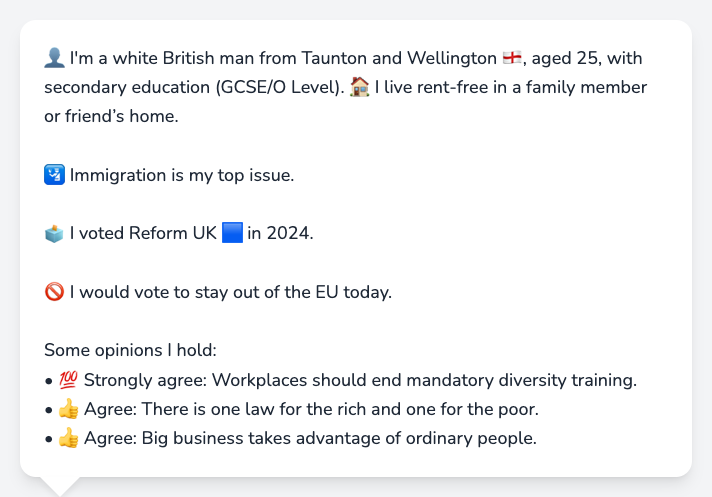 👤 I'm a white British man from Taunton and Wellington 🏴󠁧󠁢󠁥󠁮󠁧󠁿, aged 25, with
secondary education (GCSE/O Level). 🏠 I live rent-free in a family member
or friend’s home.
🛂 Immigration is my top issue.
🗳️ I voted Reform UK 🟦 in 2024.
🚫 I would vote to stay out of the EU today.
Some opinions I hold:
• 💯 Strongly agree: Workplaces should end mandatory diversity training.
• 👍 Agree: There is one law for the rich and one for the poor.
• 👍 Agree: Big business takes advantage of ordinary people.